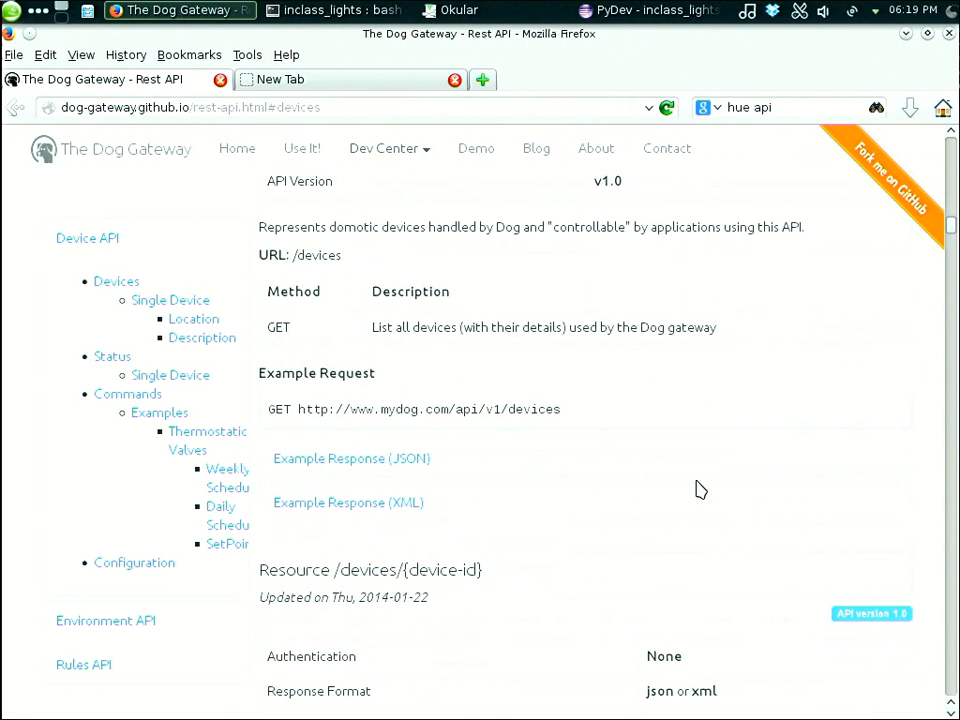 The Dog Gateway - R
inclass_lights : bash
Okular
PyDev - inclass_lights
06:19 PM
The Dog Gateway - Rest API - Mozilla Firefox
File Edit View History Bookmarks Tools Help
The Dog Gateway - Rest API
New Tab
dog-gateway.github.io/rest-api.html#devices
hue api
The Dog Gateway Home Use It! Dev Center Demo Blog About Contact
Fork me on GitHub
API Version v1.0
Represents domotic devices handled by Dog and "controllable" by applications using this API.
Device API
URL: /devices
Devices
Method Description
Single Device
Location
GET List all devices (with their details) used by the Dog gateway
Description
Status
Single Device
Example Request
Commands
Examples
GET http://www.mydog.com/api/v1/devices
Thermostatic
Valves
Example Response (JSON)
Weekly
Schedu
Example Response (XML)
Daily
Schedu
SetPoin
Configuration
Resource /devices/{device-id}
Updated on Thu, 2014-01-22
API version 1.0
Environment API
Authentication None
Rules API
Response Format json or xml